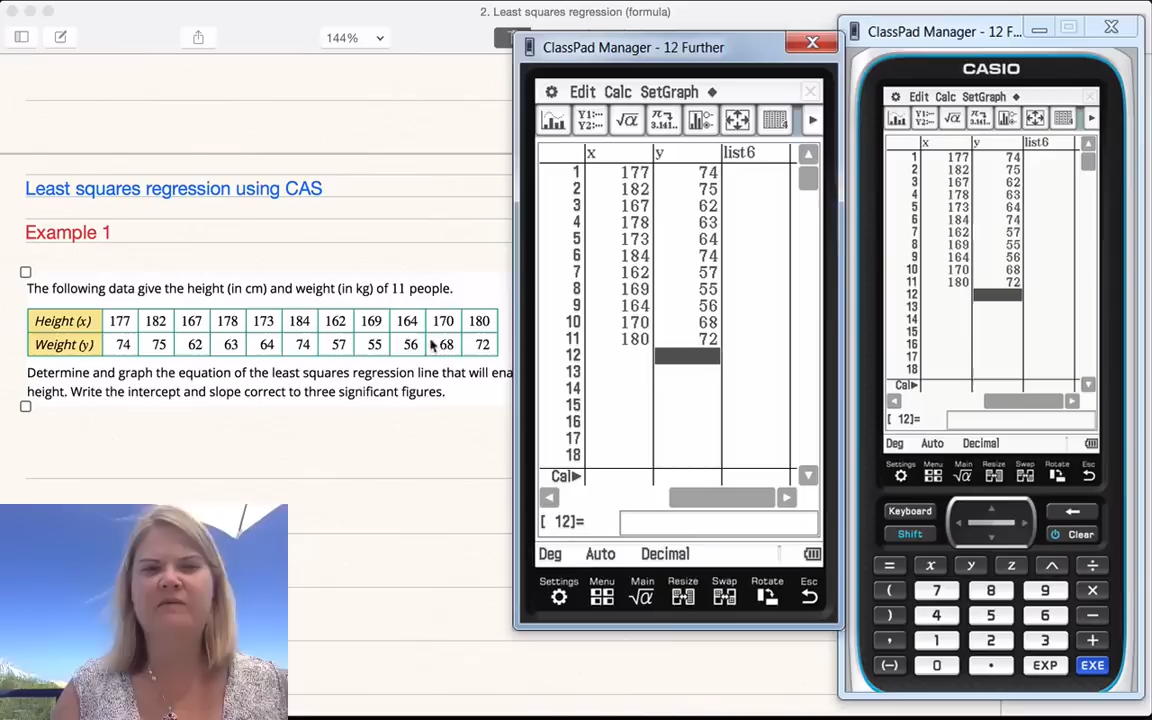 2. Least squares regression (formula)
144%
Least squares regression using CAS
Example 1
The following data give the height (in cm) and weight (in kg) of 11 people.
Height (x) 177 182 167 178 173 184 162 169 164 170 180
Weight (y) 74 75 62 63 64 74 57 55 56 68 72
Determine and graph the equation of the least squares regression line that will ena
height. Write the intercept and slope correct to three significant figures.
ClassPad Manager - 12 Further
Edit Calc SetGraph
Y1:··· Y2:··· √α
x y list6
1 177 74
2 182 75
3 167 62
4 178 63
5 173 64
6 184 74
7 162 57
8 169 55
9 164 56
10 170 68
11 180 72
12
13
14
15
16
17
18
Cal▶
[ 12]=
Deg Auto Decimal
Settings Menu Main Resize Swap Rotate Esc
ClassPad Manager - 12 F...
CASIO
Edit Calc SetGraph
x y list6
1 177 74
2 182 75
3 167 62
4 178 63
5 173 64
6 184 74
7 162 57
8 169 55
9 164 56
10 170 68
11 180 72
12
13
14
15
16
17
18
Cal▶
[ 12]=
Deg Auto Decimal
Settings Menu Main Resize Swap Rotate Esc
Keyboard
Shift Clear
= x y z ^ ÷
( 7 8 9 ×
) 4 5 6 −
, 1 2 3 +
(−) 0 · EXP EXE